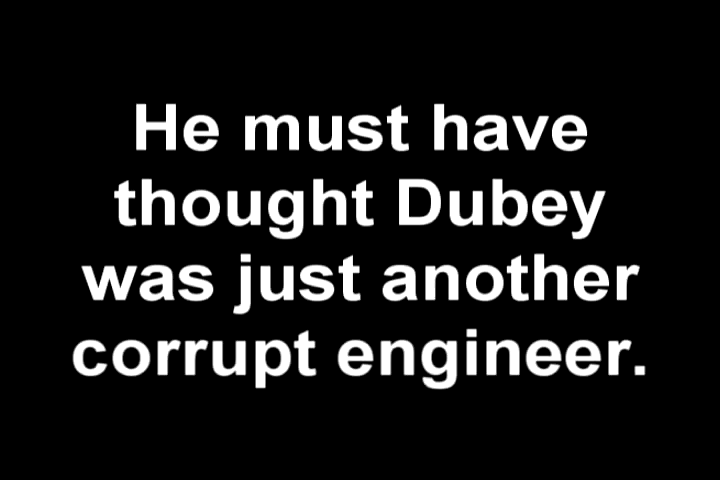 He must have
thought Dubey
was just another
corrupt engineer.